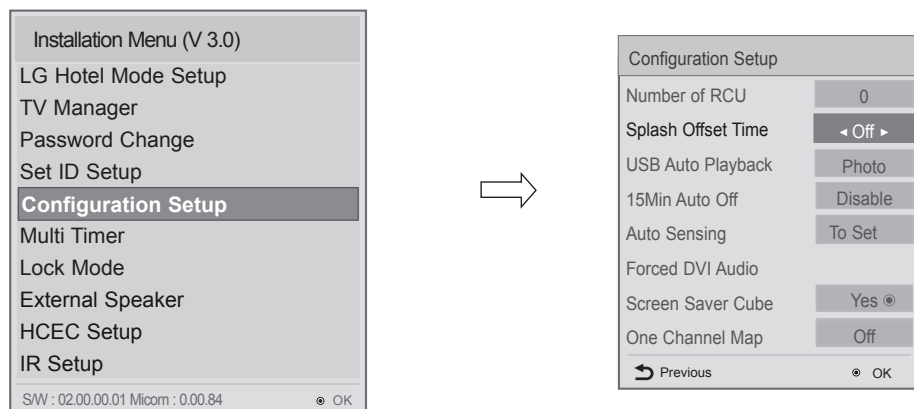 Installation Menu (V 3.0)
LG Hotel Mode Setup
TV Manager
Password Change
Set ID Setup
Configuration Setup
Multi Timer
Lock Mode
External Speaker
HCEC Setup
IR Setup
S/W : 02.00.00.01 Micom : 0.00.84 ◉ OK
Configuration Setup
Number of RCU 0
Splash Offset Time ◄ Off ►
USB Auto Playback Photo
15Min Auto Off Disable
Auto Sensing To Set
Forced DVI Audio
Screen Saver Cube Yes ◉
One Channel Map Off
Previous ◉ OK